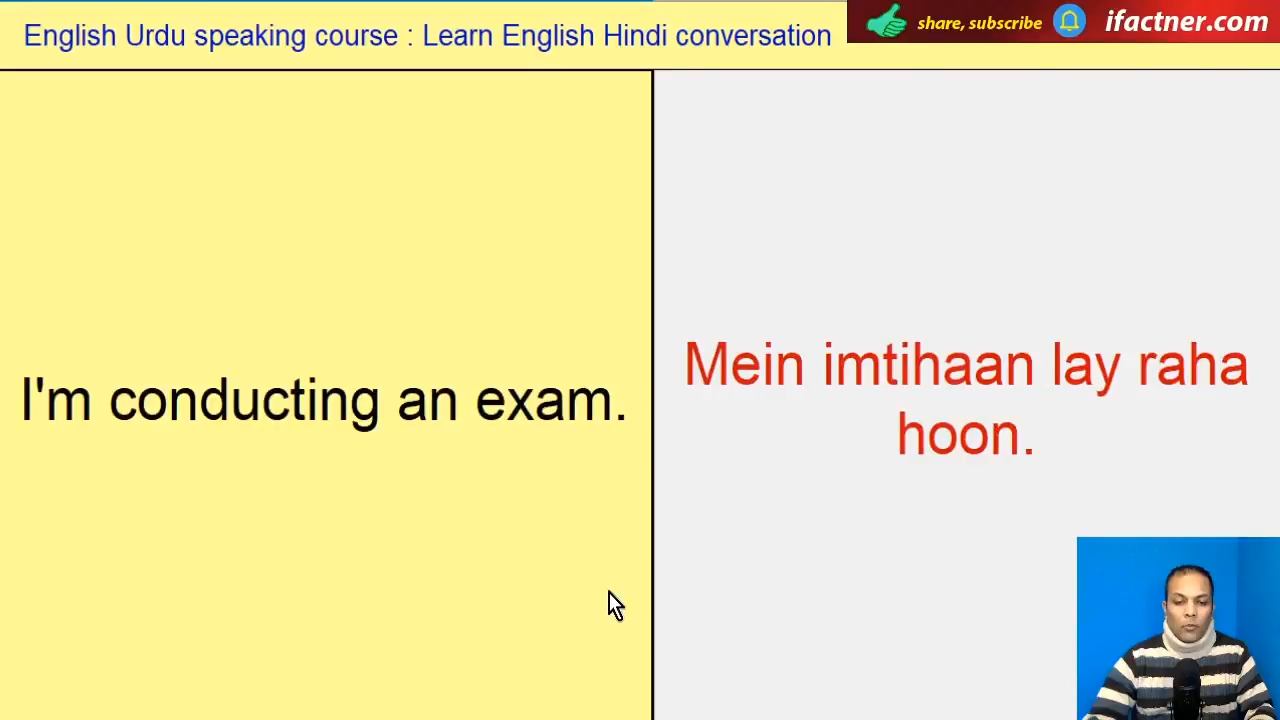 English Urdu speaking course : Learn English Hindi conversation
share, subscribe
ifactner.com
I'm conducting an exam.
Mein imtihaan lay raha
hoon.